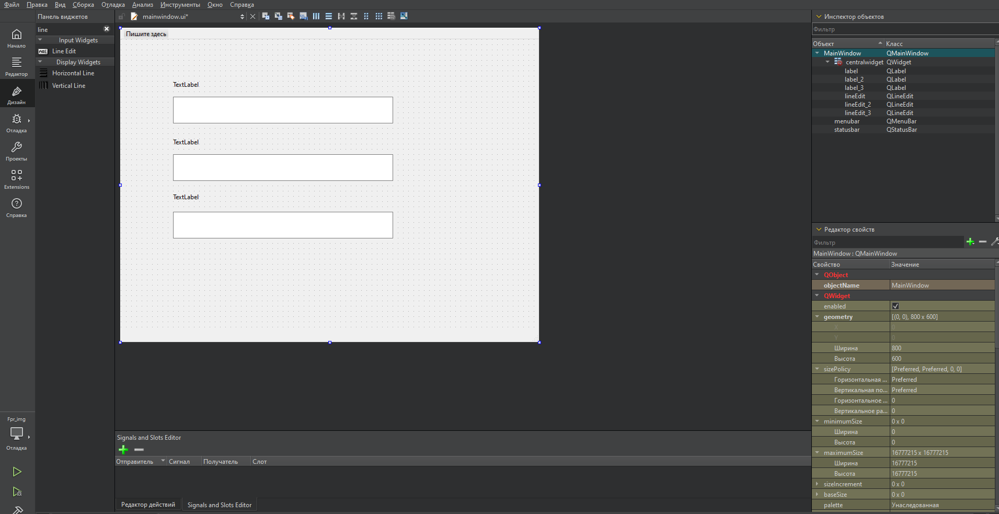 Файл Правка Вид Сборка Отладка Анализ Инструменты Окно Справка
Панель виджетов
mainwindow.ui*
line
Input Widgets
Line Edit
Display Widgets
Horizontal Line
Vertical Line
Начало
Редактор
Дизайн
Отладка
Проекты
Extensions
Справка
Fpr_img
Отладка
Пишите здесь
TextLabel
TextLabel
TextLabel
Signals and Slots Editor
Отправитель Сигнал Получатель Слот
Редактор действий Signals and Slots Editor
Инспектор объектов
Фильтр
Объект Класс
MainWindow QMainWindow
centralwidget QWidget
label QLabel
label_2 QLabel
label_3 QLabel
lineEdit QLineEdit
lineEdit_2 QLineEdit
lineEdit_3 QLineEdit
menubar QMenuBar
statusbar QStatusBar
Редактор свойств
Фильтр
MainWindow : QMainWindow
Свойство Значение
QObject
objectName MainWindow
QWidget
enabled
geometry [(0, 0), 800 x 600]
X 0
Y 0
Ширина 800
Высота 600
sizePolicy [Preferred, Preferred, 0, 0]
Горизонтальная ... Preferred
Вертикальная по... Preferred
Горизонтальное ... 0
Вертикальное ра... 0
minimumSize 0 x 0
Ширина 0
Высота 0
maximumSize 16777215 x 16777215
Ширина 16777215
Высота 16777215
sizeIncrement 0 x 0
baseSize 0 x 0
palette Унаследованная